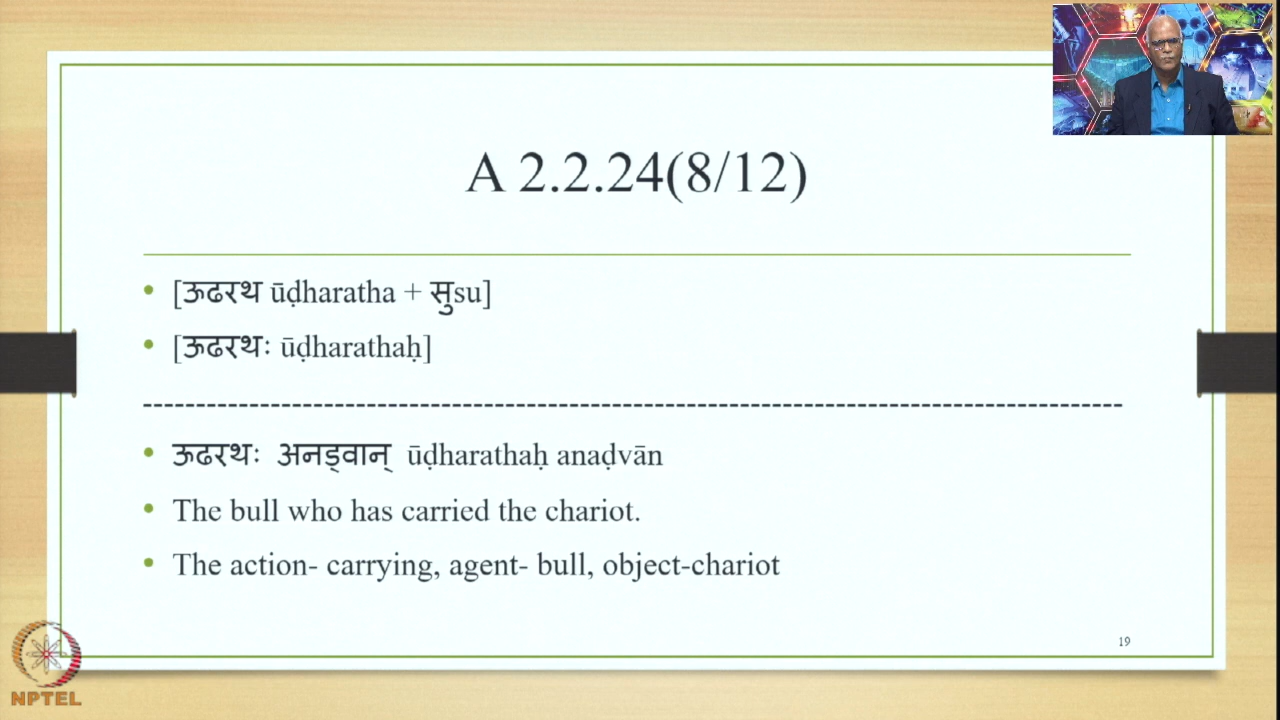 A 2.2.24(8/12)
• [ऊढरथ ūḍharatha + सुsu]
• [ऊढरथः ūḍharathaḥ]
--------------------------------------------------------------------------------------------
• ऊढरथः अनड्वान् ūḍharathaḥ anaḍvān
• The bull who has carried the chariot.
• The action- carrying, agent- bull, object-chariot
19
NPTEL